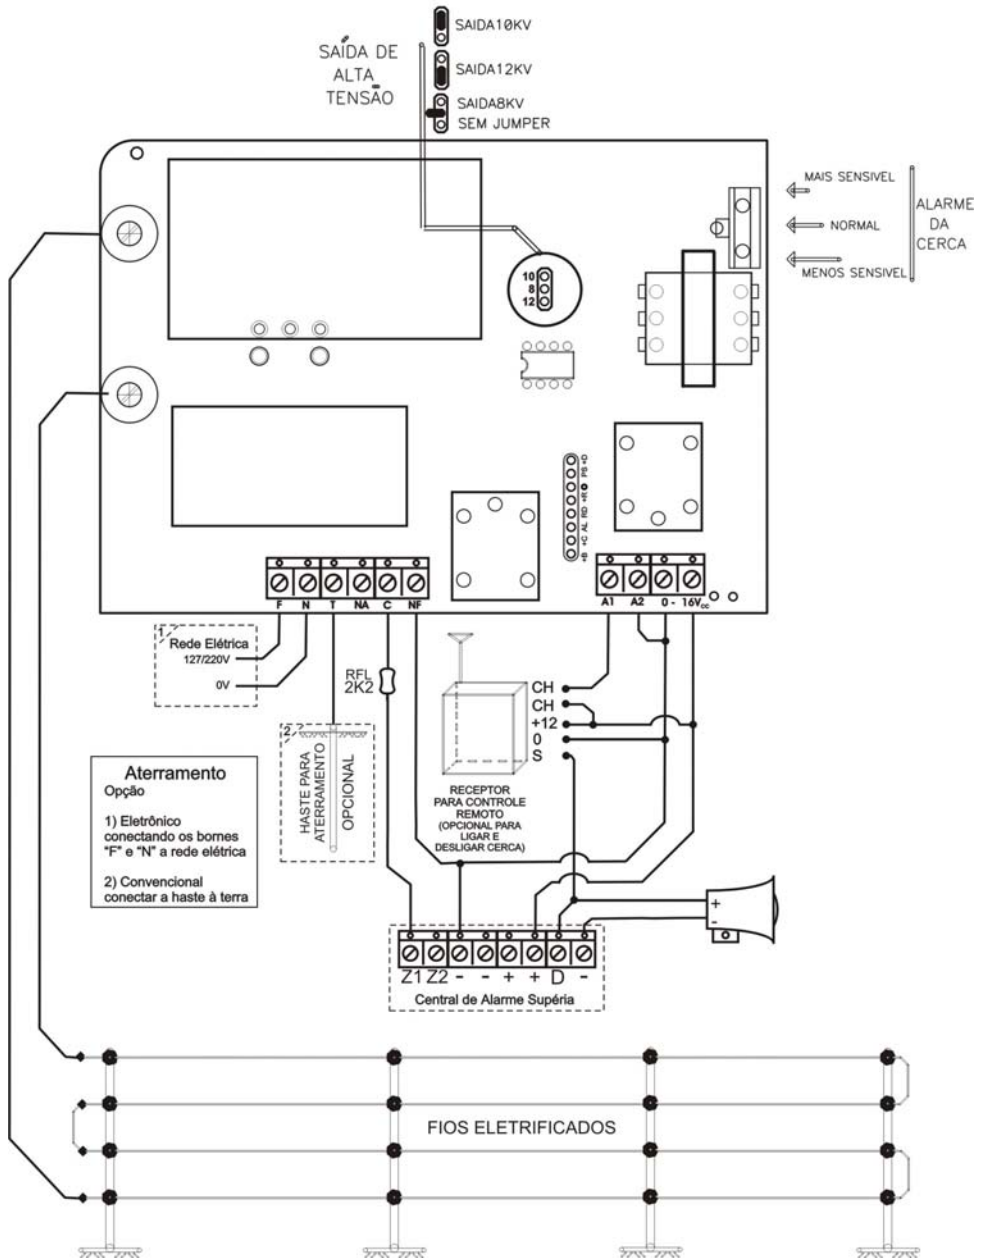 SAIDA10KV
SAÍDA DE
ALTA
TENSÃO
SAIDA12KV
SAIDA8KV
SEM JUMPER
MAIS SENSIVEL
NORMAL
MENOS SENSIVEL
ALARME
DA
CERCA
10
8
12
+B +C AL RD +R PS +D
F N T NA C NF
A1 A2 0 - 16Vcc
1
Rede Elétrica
127/220V
0V
RFL
2K2
2
HASTE PARA
ATERRAMENTO
OPCIONAL
CH
CH
+12
0
S
RECEPTOR
PARA CONTROLE
REMOTO
(OPCIONAL PARA
LIGAR E
DESLIGAR CERCA)
Aterramento
Opção
1) Eletrônico
conectando os bornes
“F” e “N” a rede elétrica
2) Convencional
conectar a haste à terra
+
-
Z1 Z2 - - + + D -
Central de Alarme Supéria
FIOS ELETRIFICADOS